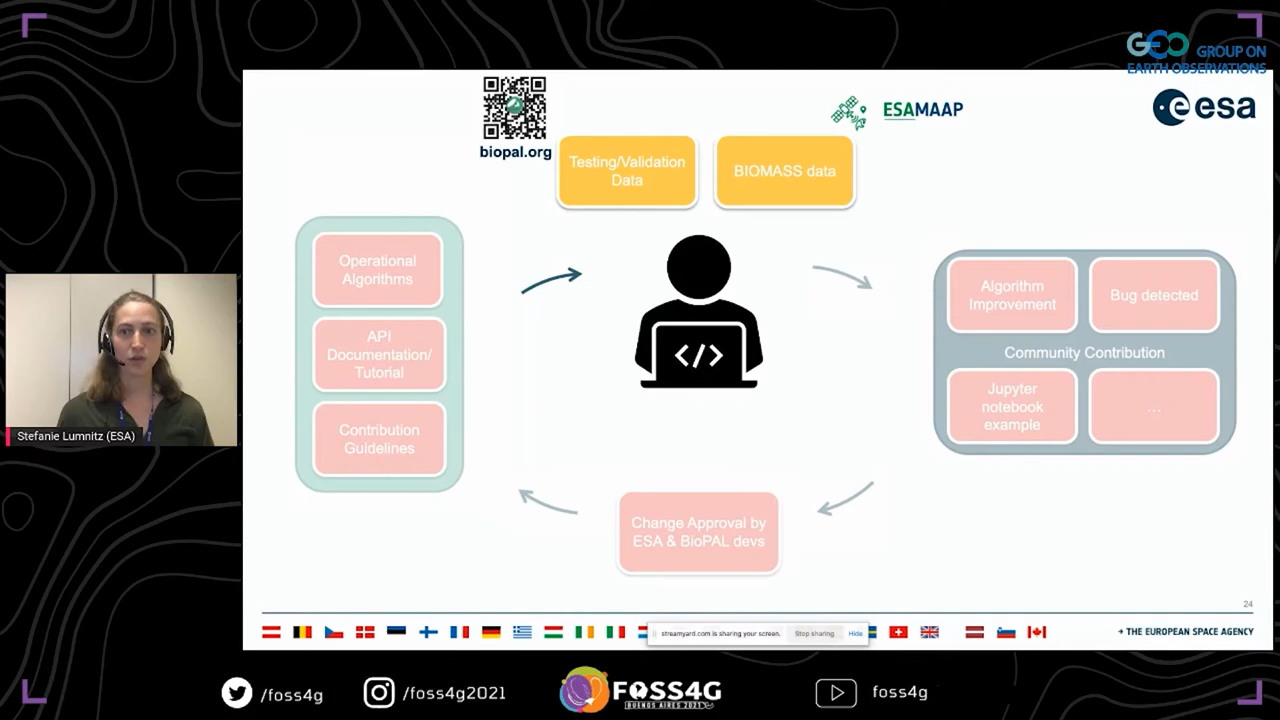 GEO GROUP ON
EARTH OBSERVATIONS
biopal.org
ESAMAAP
esa
Testing/Validation
Data
BIOMASS data
Operational
Algorithms
API
Documentation/
Tutorial
Contribution
Guidelines
</>
Algorithm
Improvement
Bug detected
Community Contribution
Jupyter
notebook
example
...
Change Approval by
ESA & BioPAL devs
Stefanie Lumnitz (ESA)
24
streamyard.com is sharing your screen.
Stop sharing
Hide
→ THE EUROPEAN SPACE AGENCY
/foss4g
/foss4g2021
FOSS4G
BUENOS AIRES 2021
foss4g